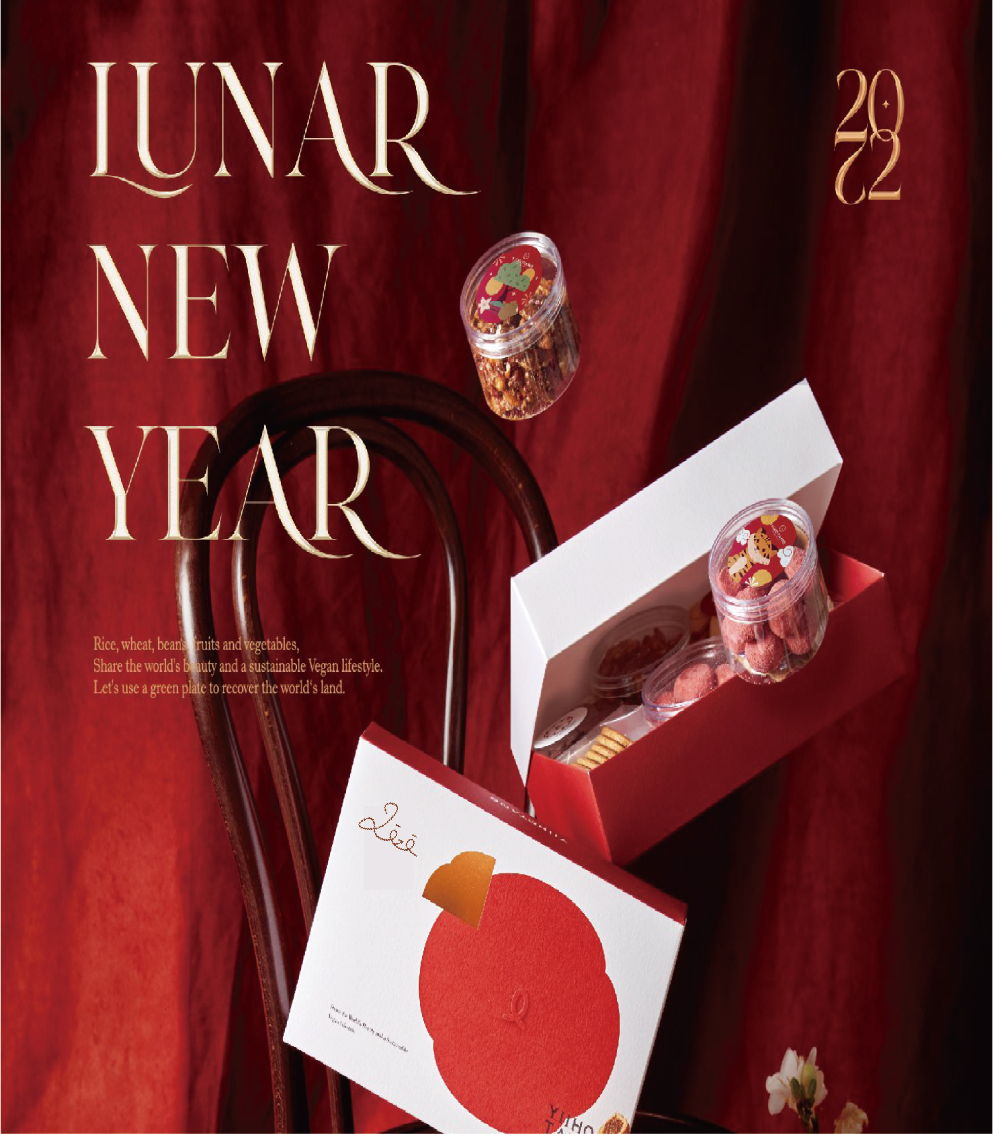 LUNAR
NEW
YEAR
20
22
Rice, wheat, beans, fruits and vegetables,
Share the world's beauty and a sustainable Vegan lifestyle.
Let's use a green plate to recover the world's land.
YIIHO